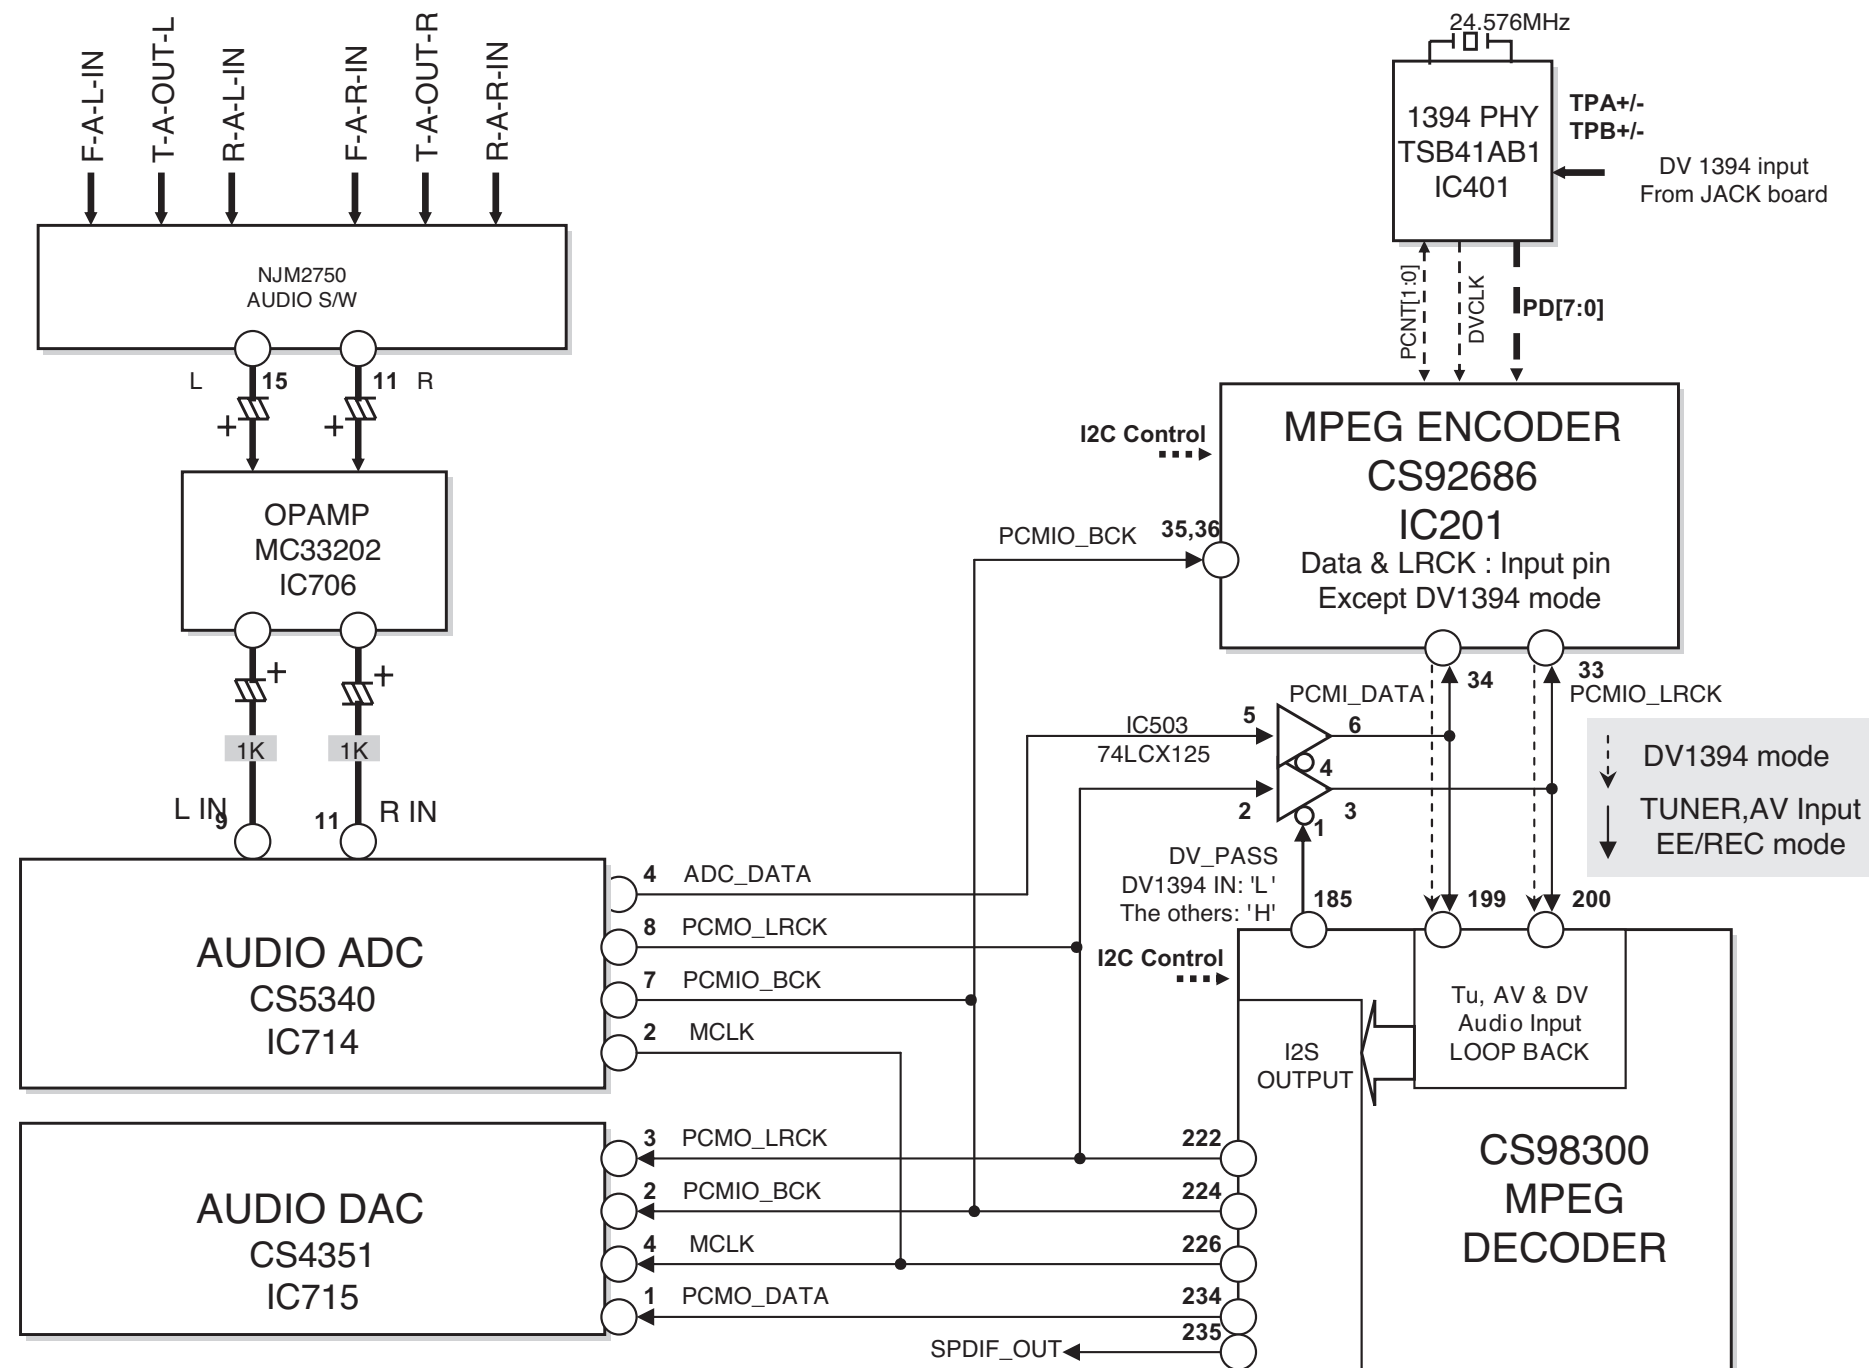 F-A-L-IN
T-A-OUT-L
R-A-L-IN
F-A-R-IN
T-A-OUT-R
R-A-R-IN
NJM2750
AUDIO S/W
L
15
11
R
+
+
OPAMP
MC33202
IC706
+
+
1K
1K
L IN
9
11
R IN
AUDIO ADC
CS5340
IC714
4
ADC_DATA
8
PCMO_LRCK
7
PCMIO_BCK
2
MCLK
AUDIO DAC
CS4351
IC715
3
PCMO_LRCK
2
PCMIO_BCK
4
MCLK
1
PCMO_DATA
SPDIF_OUT
24.576MHz
1394 PHY
TSB41AB1
IC401
TPA+/-
TPB+/-
DV 1394 input
From JACK board
PCNT[1:0]
DVCLK
PD[7:0]
I2C Control
MPEG ENCODER
CS92686
IC201
Data & LRCK : Input pin
Except DV1394 mode
PCMIO_BCK
35,36
34
33
PCMI_DATA
PCMIO_LRCK
IC503
74LCX125
5
6
4
2
3
1
DV_PASS
DV1394 IN: 'L'
The others: 'H'
185
199
200
DV1394 mode
TUNER,AV Input
EE/REC mode
I2C Control
Tu, AV & DV
Audio Input
LOOP BACK
I2S
OUTPUT
222
224
226
234
235
CS98300
MPEG
DECODER